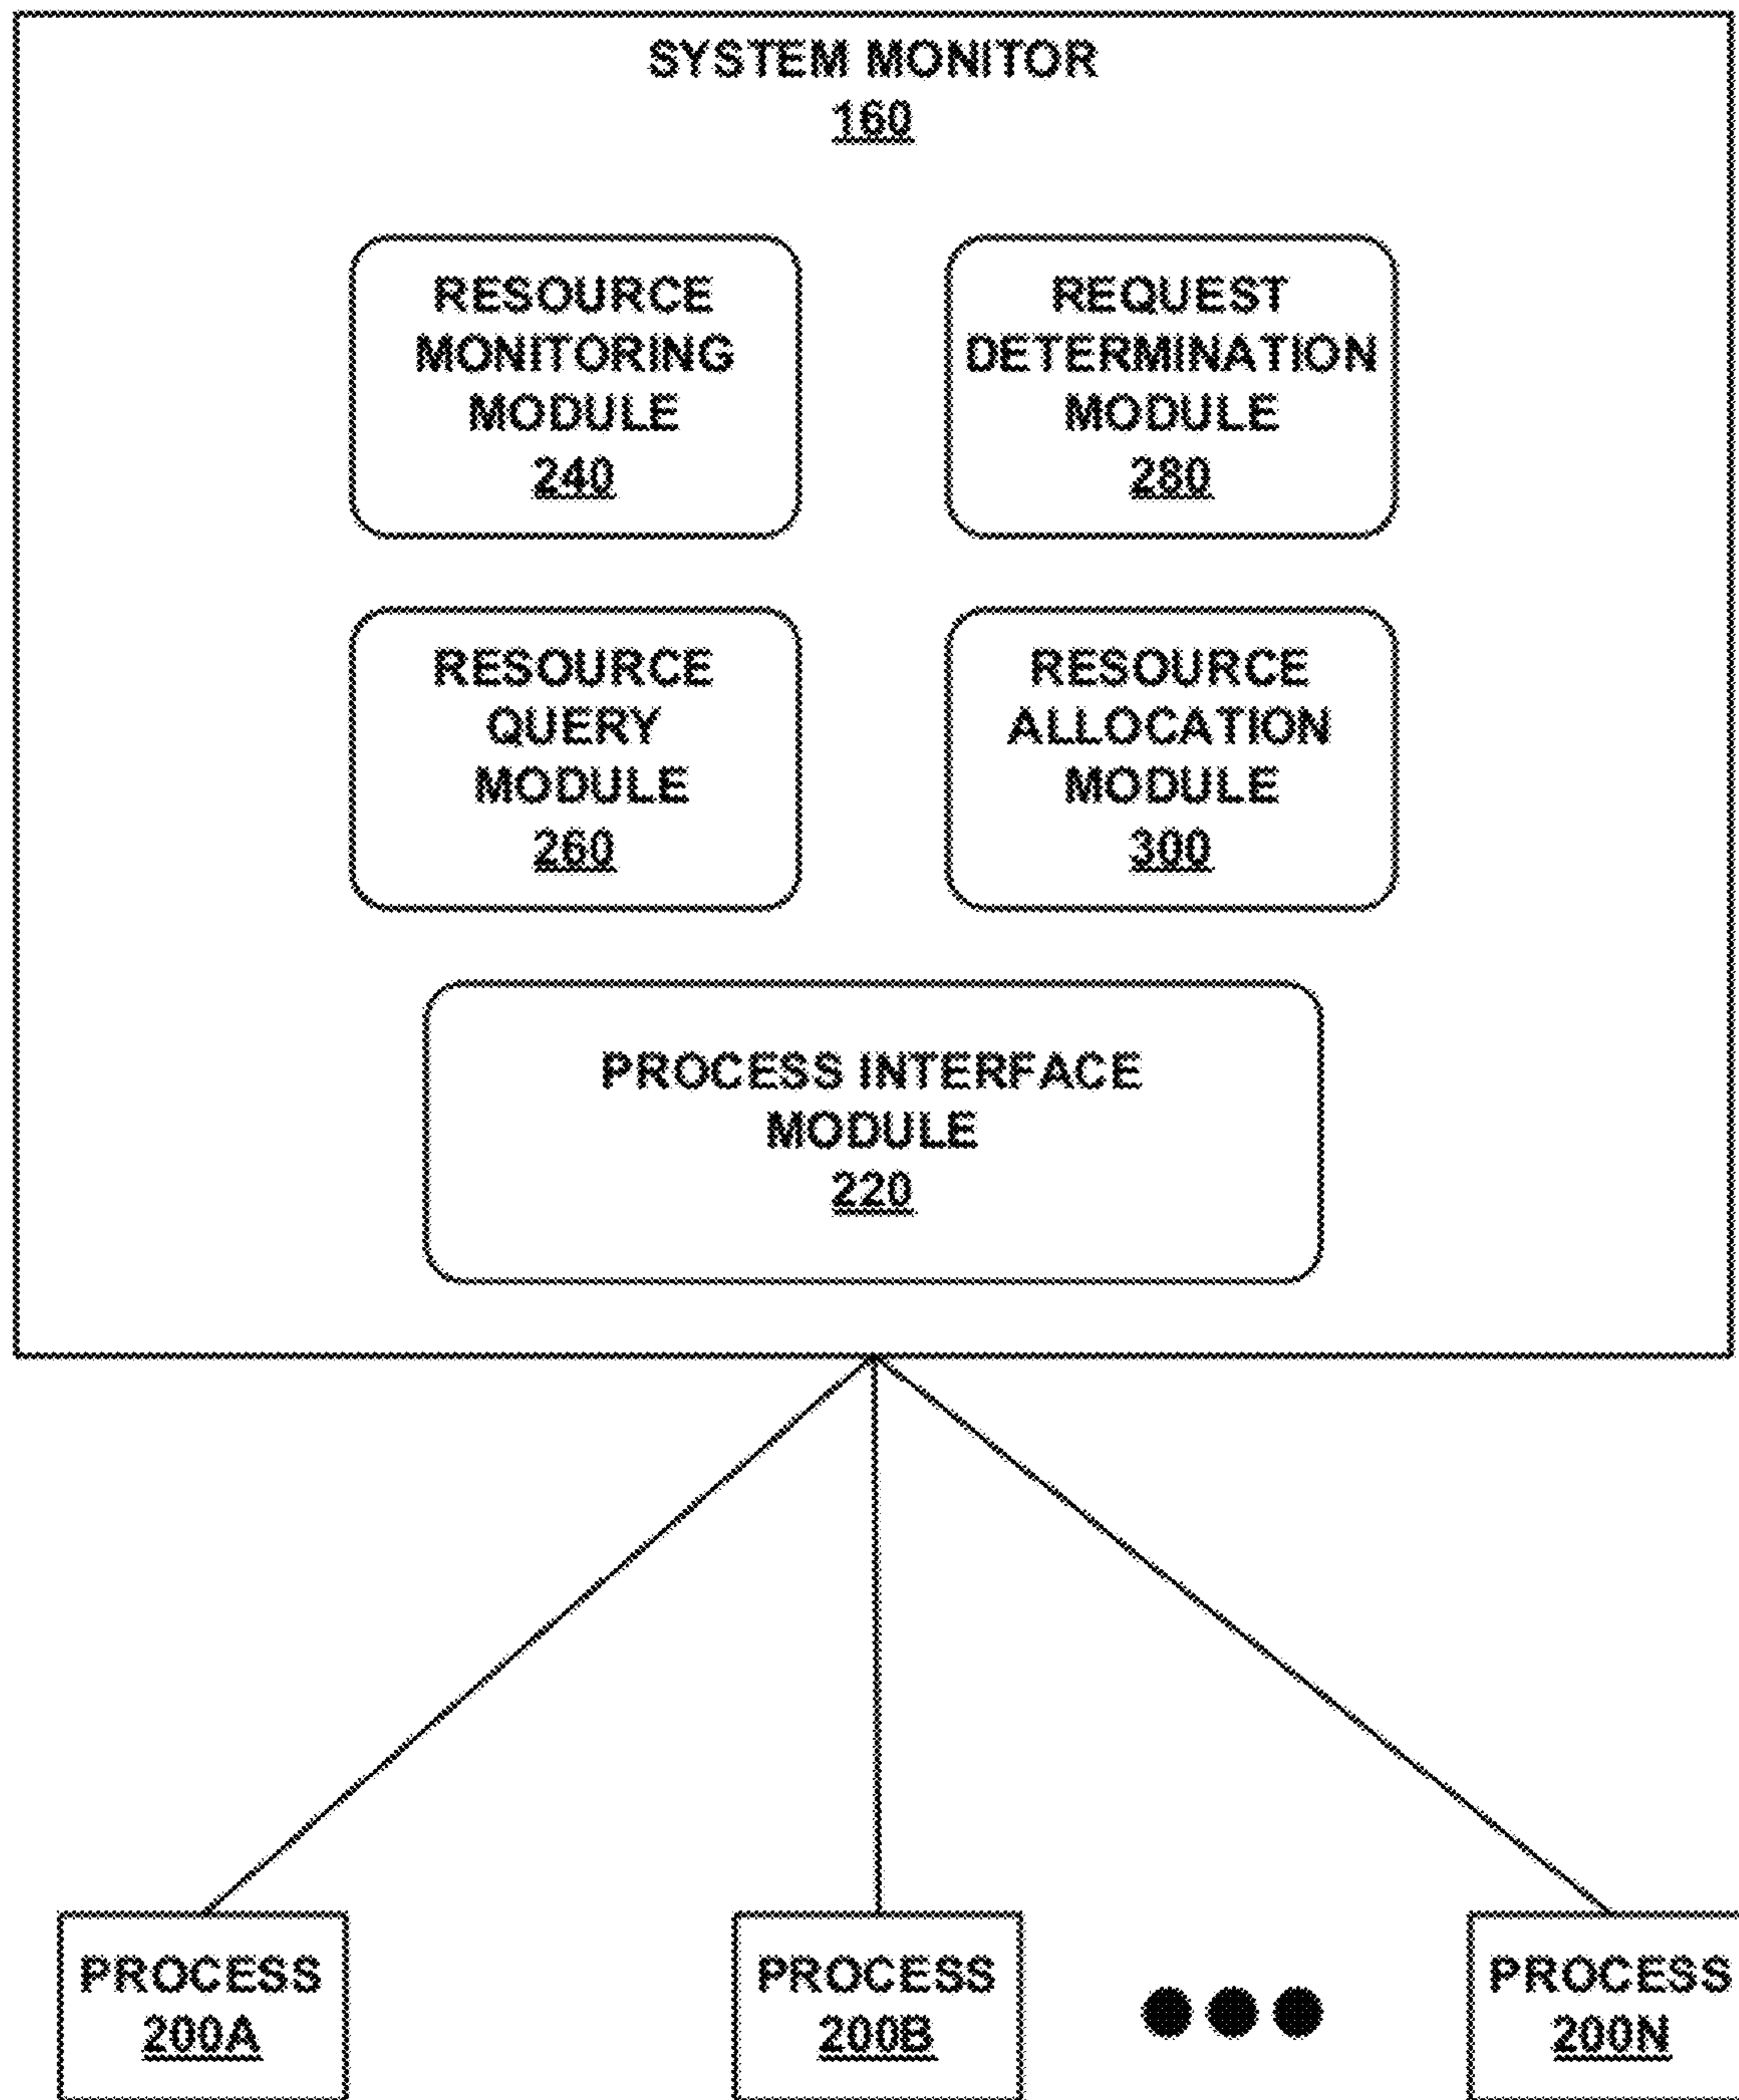 SYSTEM MONITOR
160
RESOURCE
MONITORING
MODULE
240
REQUEST
DETERMINATION
MODULE
280
RESOURCE
QUERY
MODULE
260
RESOURCE
ALLOCATION
MODULE
300
PROCESS INTERFACE
MODULE
220
PROCESS
200A
PROCESS
200B
PROCESS
200N